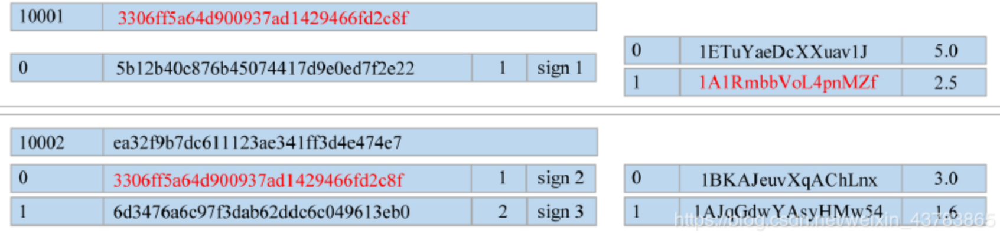 10001 3306ff5a64d900937ad1429466fd2c8f
0 5b12b40c876b45074417d9e0ed7f2e22 1 sign 1
0 1ETuYaeDcXXuav1J 5.0
1 1A1RmbbVoL4pnMZf 2.5
10002 ea32f9b7dc611123ae341ff3d4e474e7
0 3306ff5a64d900937ad1429466fd2c8f 1 sign 2
1 6d3476a6c97f3dab62ddc6c049613eb0 2 sign 3
0 1BKAJeuvXqAChLnx 3.0
1 1AJqGdwYAsyHMw54 1.6
https://blog.csdn.net/weixin_43783865